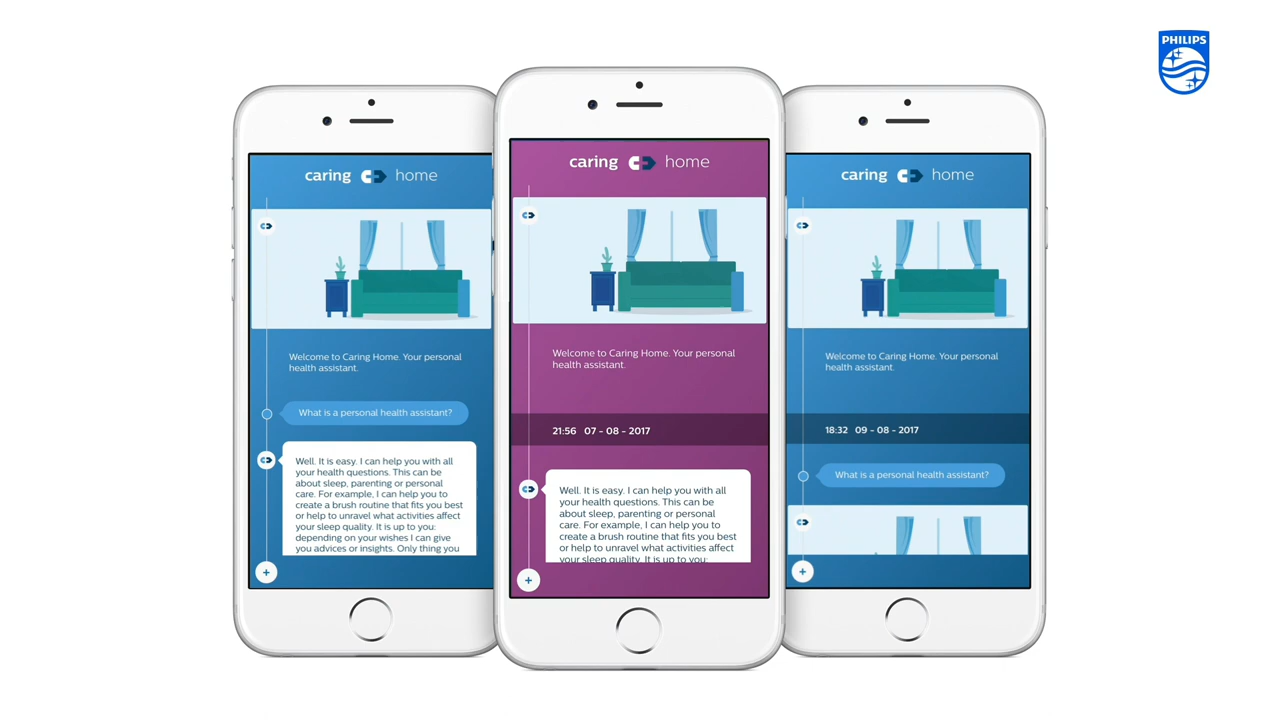 PHILIPS
caring home
Welcome to Caring Home. Your personal
health assistant.
What is a personal health assistant?
Well. It is easy. I can help you with all
your health questions. This can be
about sleep, parenting or personal
care. For example, I can help you to
create a brush routine that fits you best
or help to unravel what activities affect
your sleep quality. It is up to you:
depending on your wishes I can give
you advices or insights. Only thing you
caring home
Welcome to Caring Home. Your personal
health assistant.
21:56 07 - 08 - 2017
Well. It is easy. I can help you with all
your health questions. This can be
about sleep, parenting or personal
care. For example, I can help you to
create a brush routine that fits you best
or help to unravel what activities affect
your sleep quality. It is up to you:
caring home
Welcome to Caring Home. Your personal
health assistant.
18:32 09 - 08 - 2017
What is a personal health assistant?